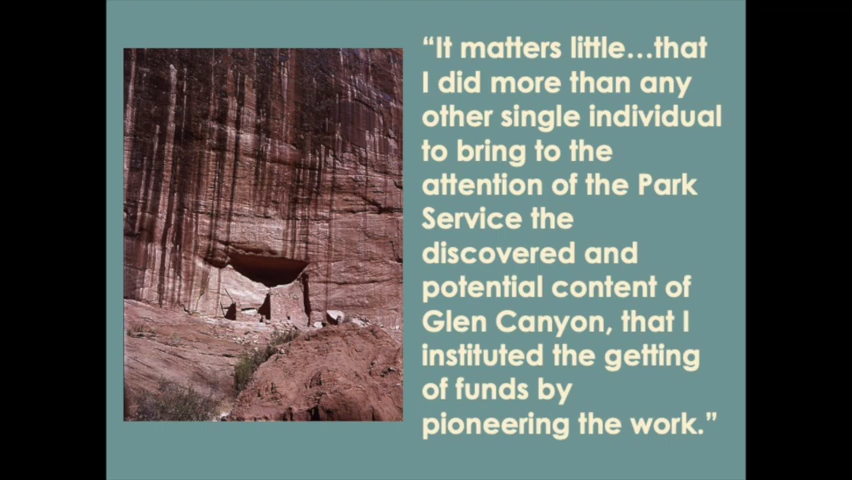 “It matters little...that
I did more than any
other single individual
to bring to the
attention of the Park
Service the
discovered and
potential content of
Glen Canyon, that I
instituted the getting
of funds by
pioneering the work.”